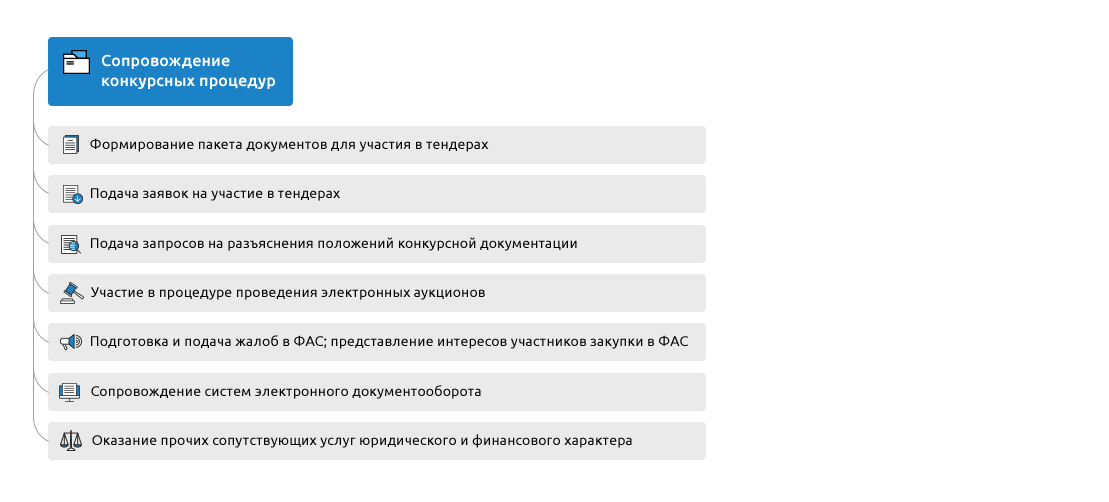 Сопровождение
конкурсных процедур
Формирование пакета документов для участия в тендерах
Подача заявок на участие в тендерах
Подача запросов на разъяснения положений конкурсной документации
Участие в процедуре проведения электронных аукционов
Подготовка и подача жалоб в ФАС; представление интересов участников закупки в ФАС
Сопровождение систем электронного документооборота
Оказание прочих сопутствующих услуг юридического и финансового характера